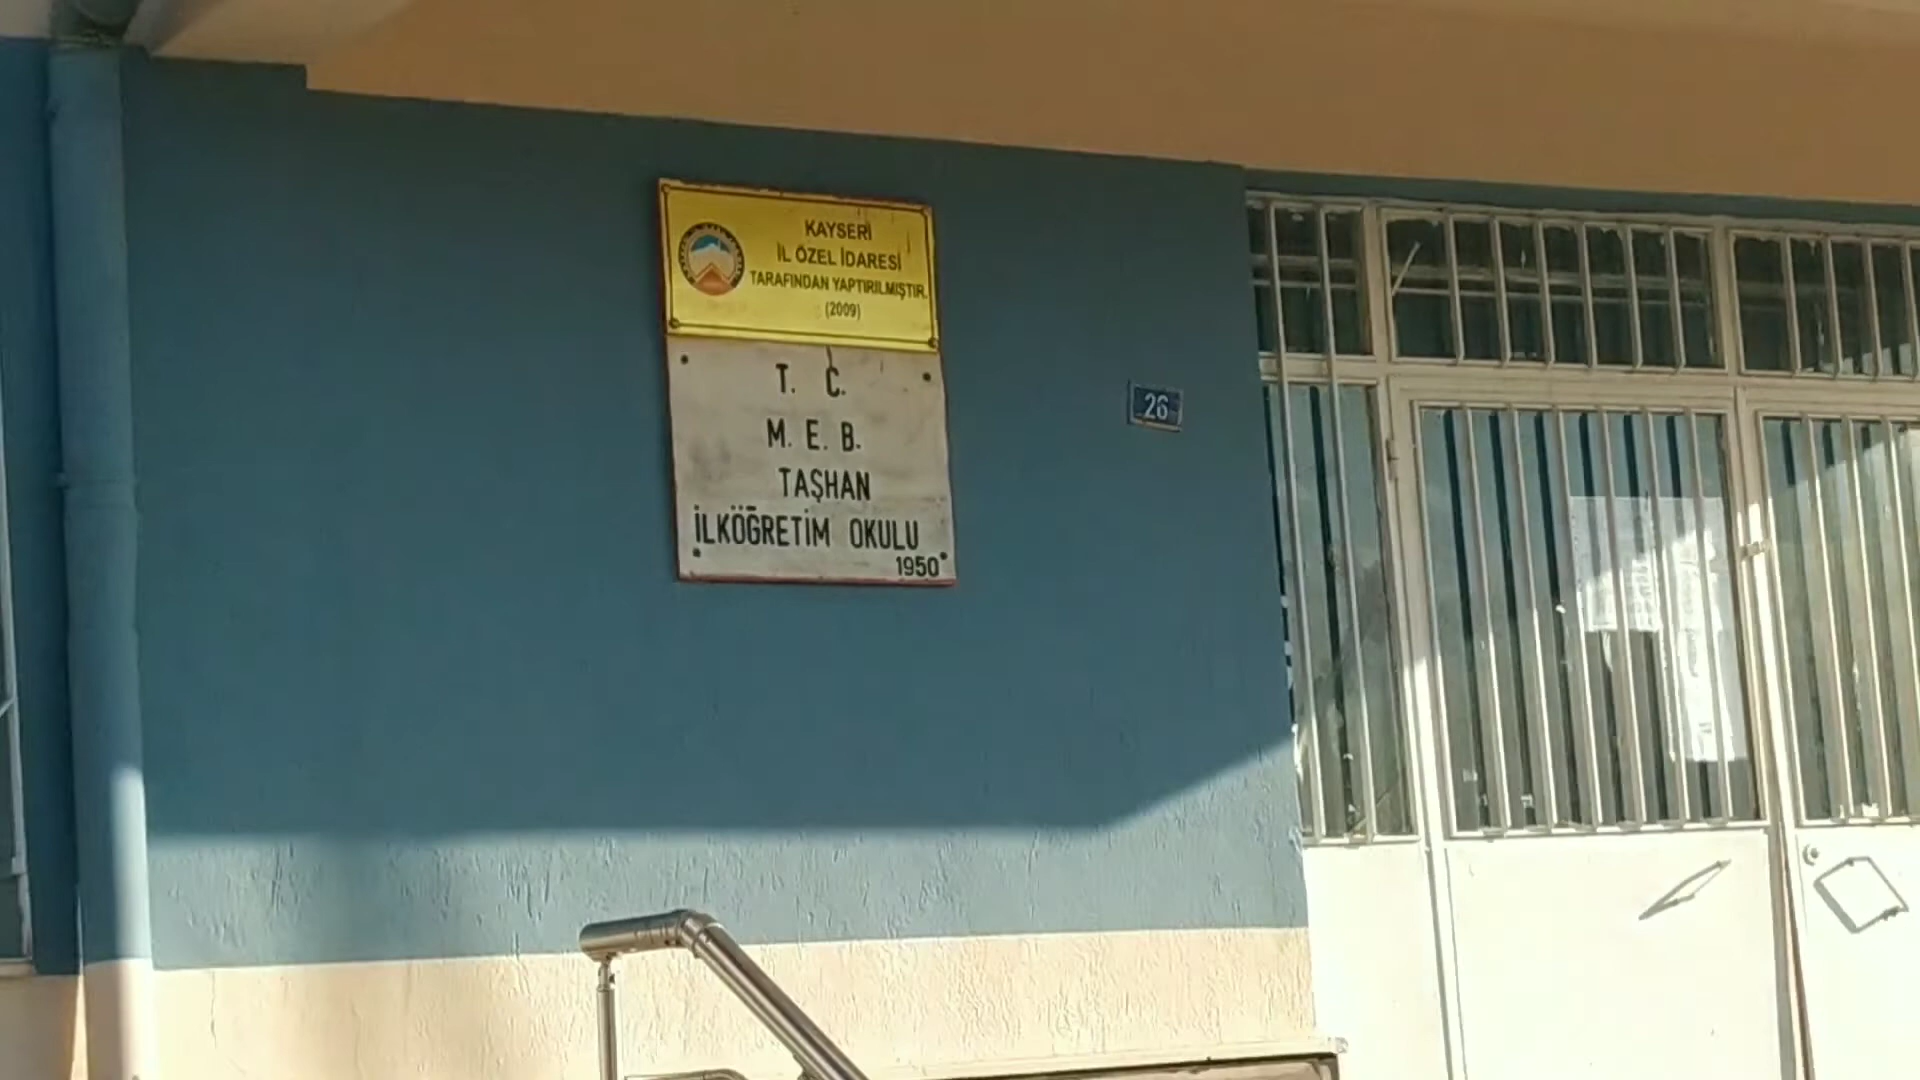 KAYSERİ
İL ÖZEL İDARESİ
TARAFINDAN YAPTIRILMIŞTIR.
(2009)
T. C.
M. E. B.
TAŞHAN
İLKÖĞRETİM OKULU
1950
26